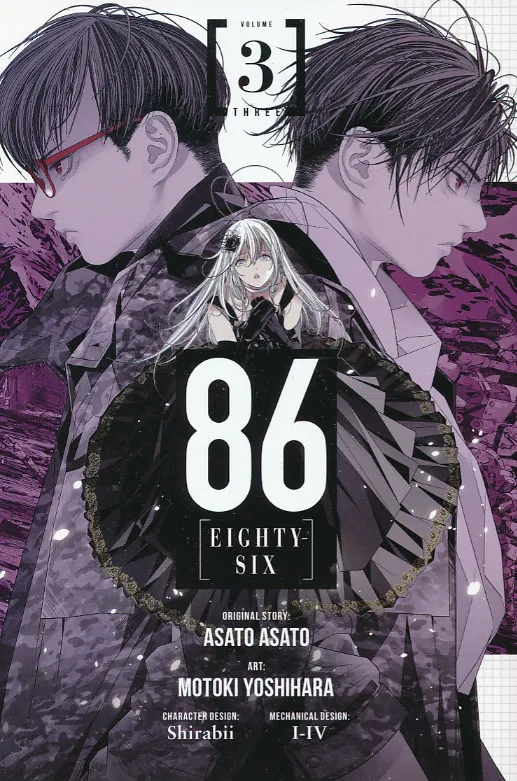 VOLUME
3
THREE
86
EIGHTY-
SIX
ORIGINAL STORY:
ASATO ASATO
ART:
MOTOKI YOSHIHARA
CHARACTER DESIGN: MECHANICAL DESIGN:
Shirabii I-IV